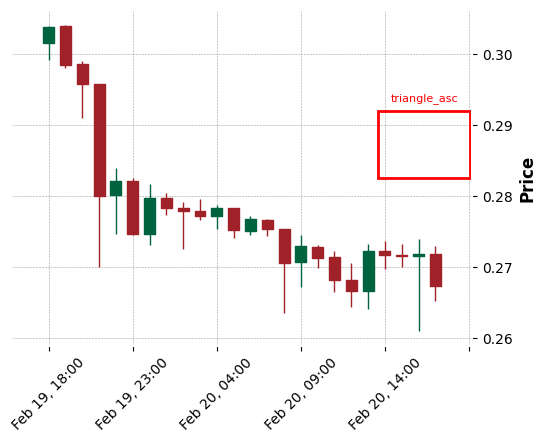 triangle_asc
0.30
0.29
0.28
0.27
0.26
Price
Feb 19, 18:00
Feb 19, 23:00
Feb 20, 04:00
Feb 20, 09:00
Feb 20, 14:00